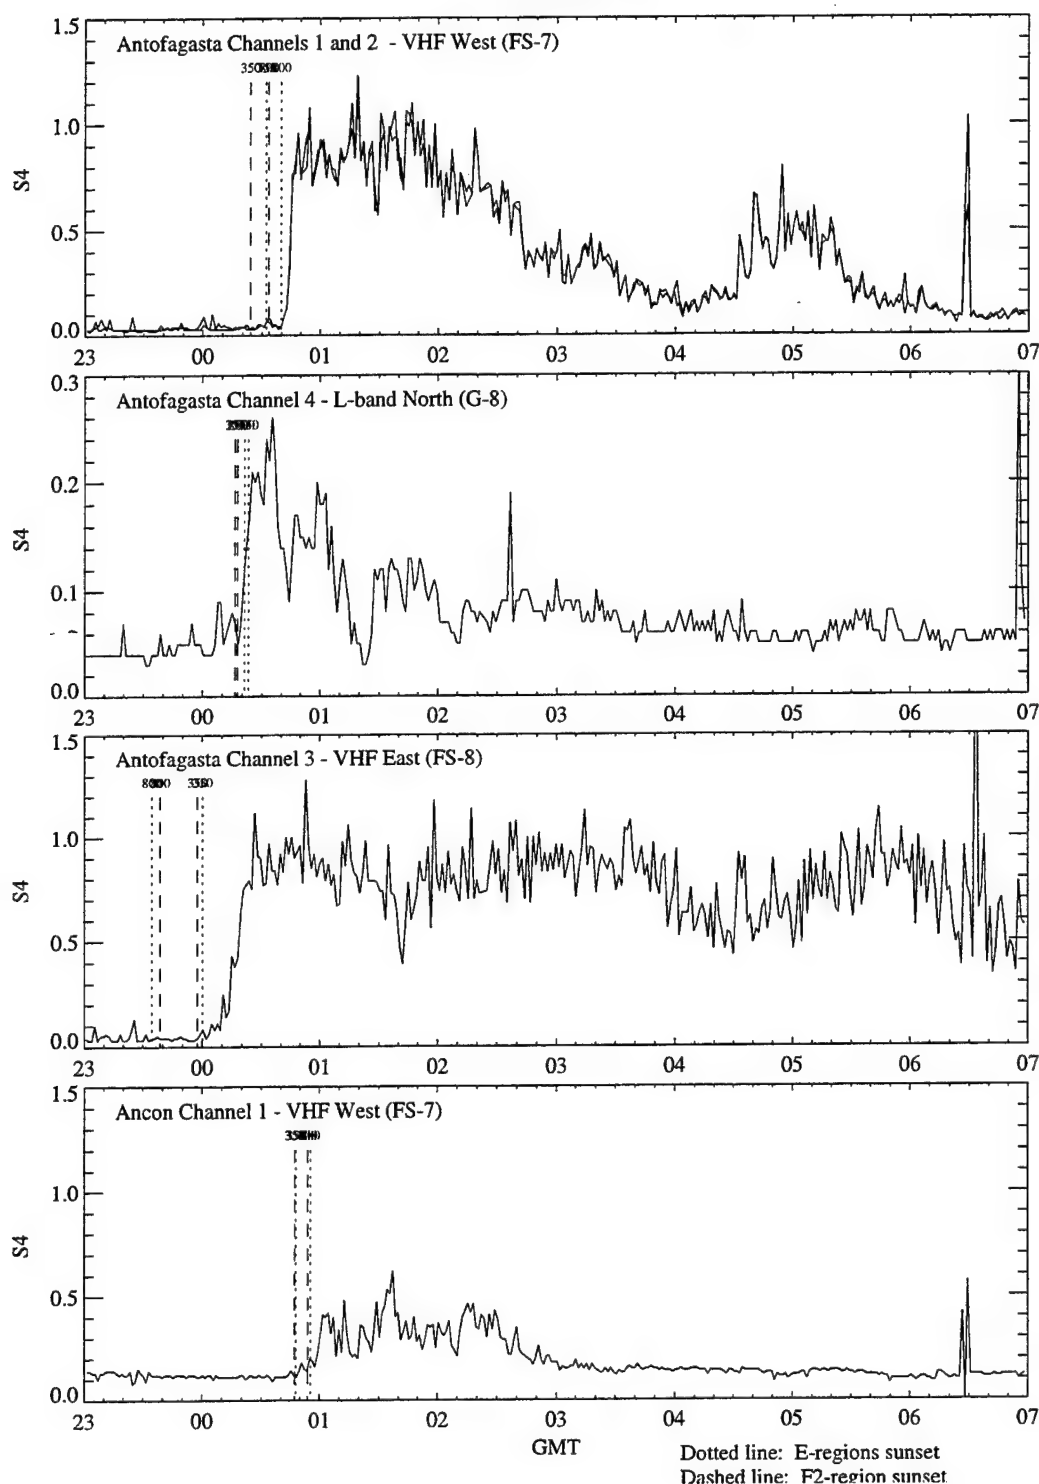 1.5
Antofagasta Channels 1 and 2 - VHF West (FS-7)
1.0
S4
0.5
0.0
23 00 01 02 03 04 05 06 07
0.3
Antofagasta Channel 4 - L-band North (G-8)
0.2
S4
0.1
0.0
23 00 01 02 03 04 05 06 07
1.5
Antofagasta Channel 3 - VHF East (FS-8)
1.0
S4
0.5
0.0
23 00 01 02 03 04 05 06 07
1.5
Ancon Channel 1 - VHF West (FS-7)
1.0
S4
0.5
0.0
23 00 01 02 03 04 05 06 07
GMT
Dotted line: E-regions sunset
Dashed line: F2-region sunset